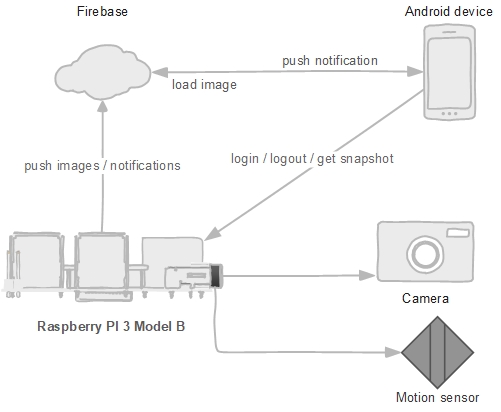 Firebase
Android device
push notification
load image
login / logout / get snapshot
push images / notifications
Camera
Raspberry PI 3 Model B
Motion sensor